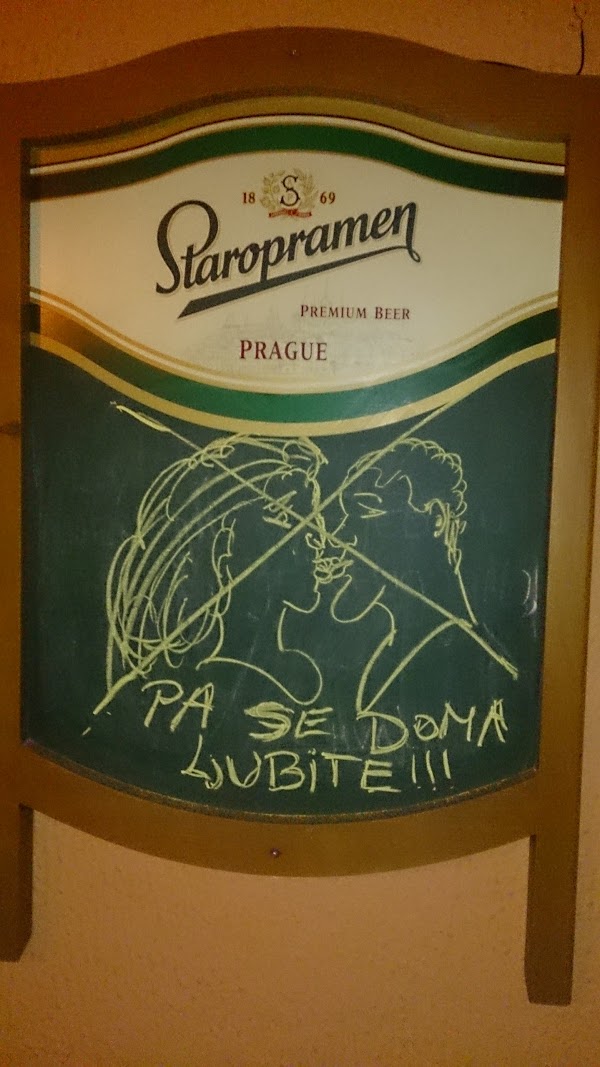 18 S 69
Staropramen
PREMIUM BEER
PRAGUE
PA SE DOMA
LJUBiTE!!!